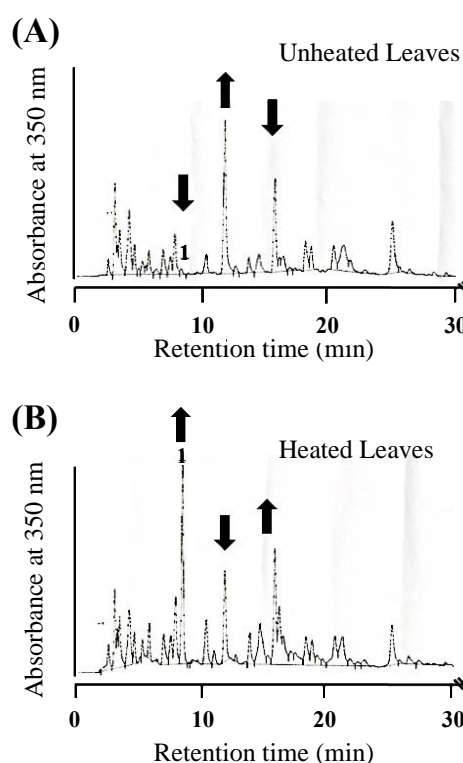 (A)
Unheated Leaves
Absorbance at 350 nm
1
0 10 20 30
Retention time (min)
(B)
Heated Leaves
Absorbance at 350 nm
1
0 10 20 30
Retention time (min)